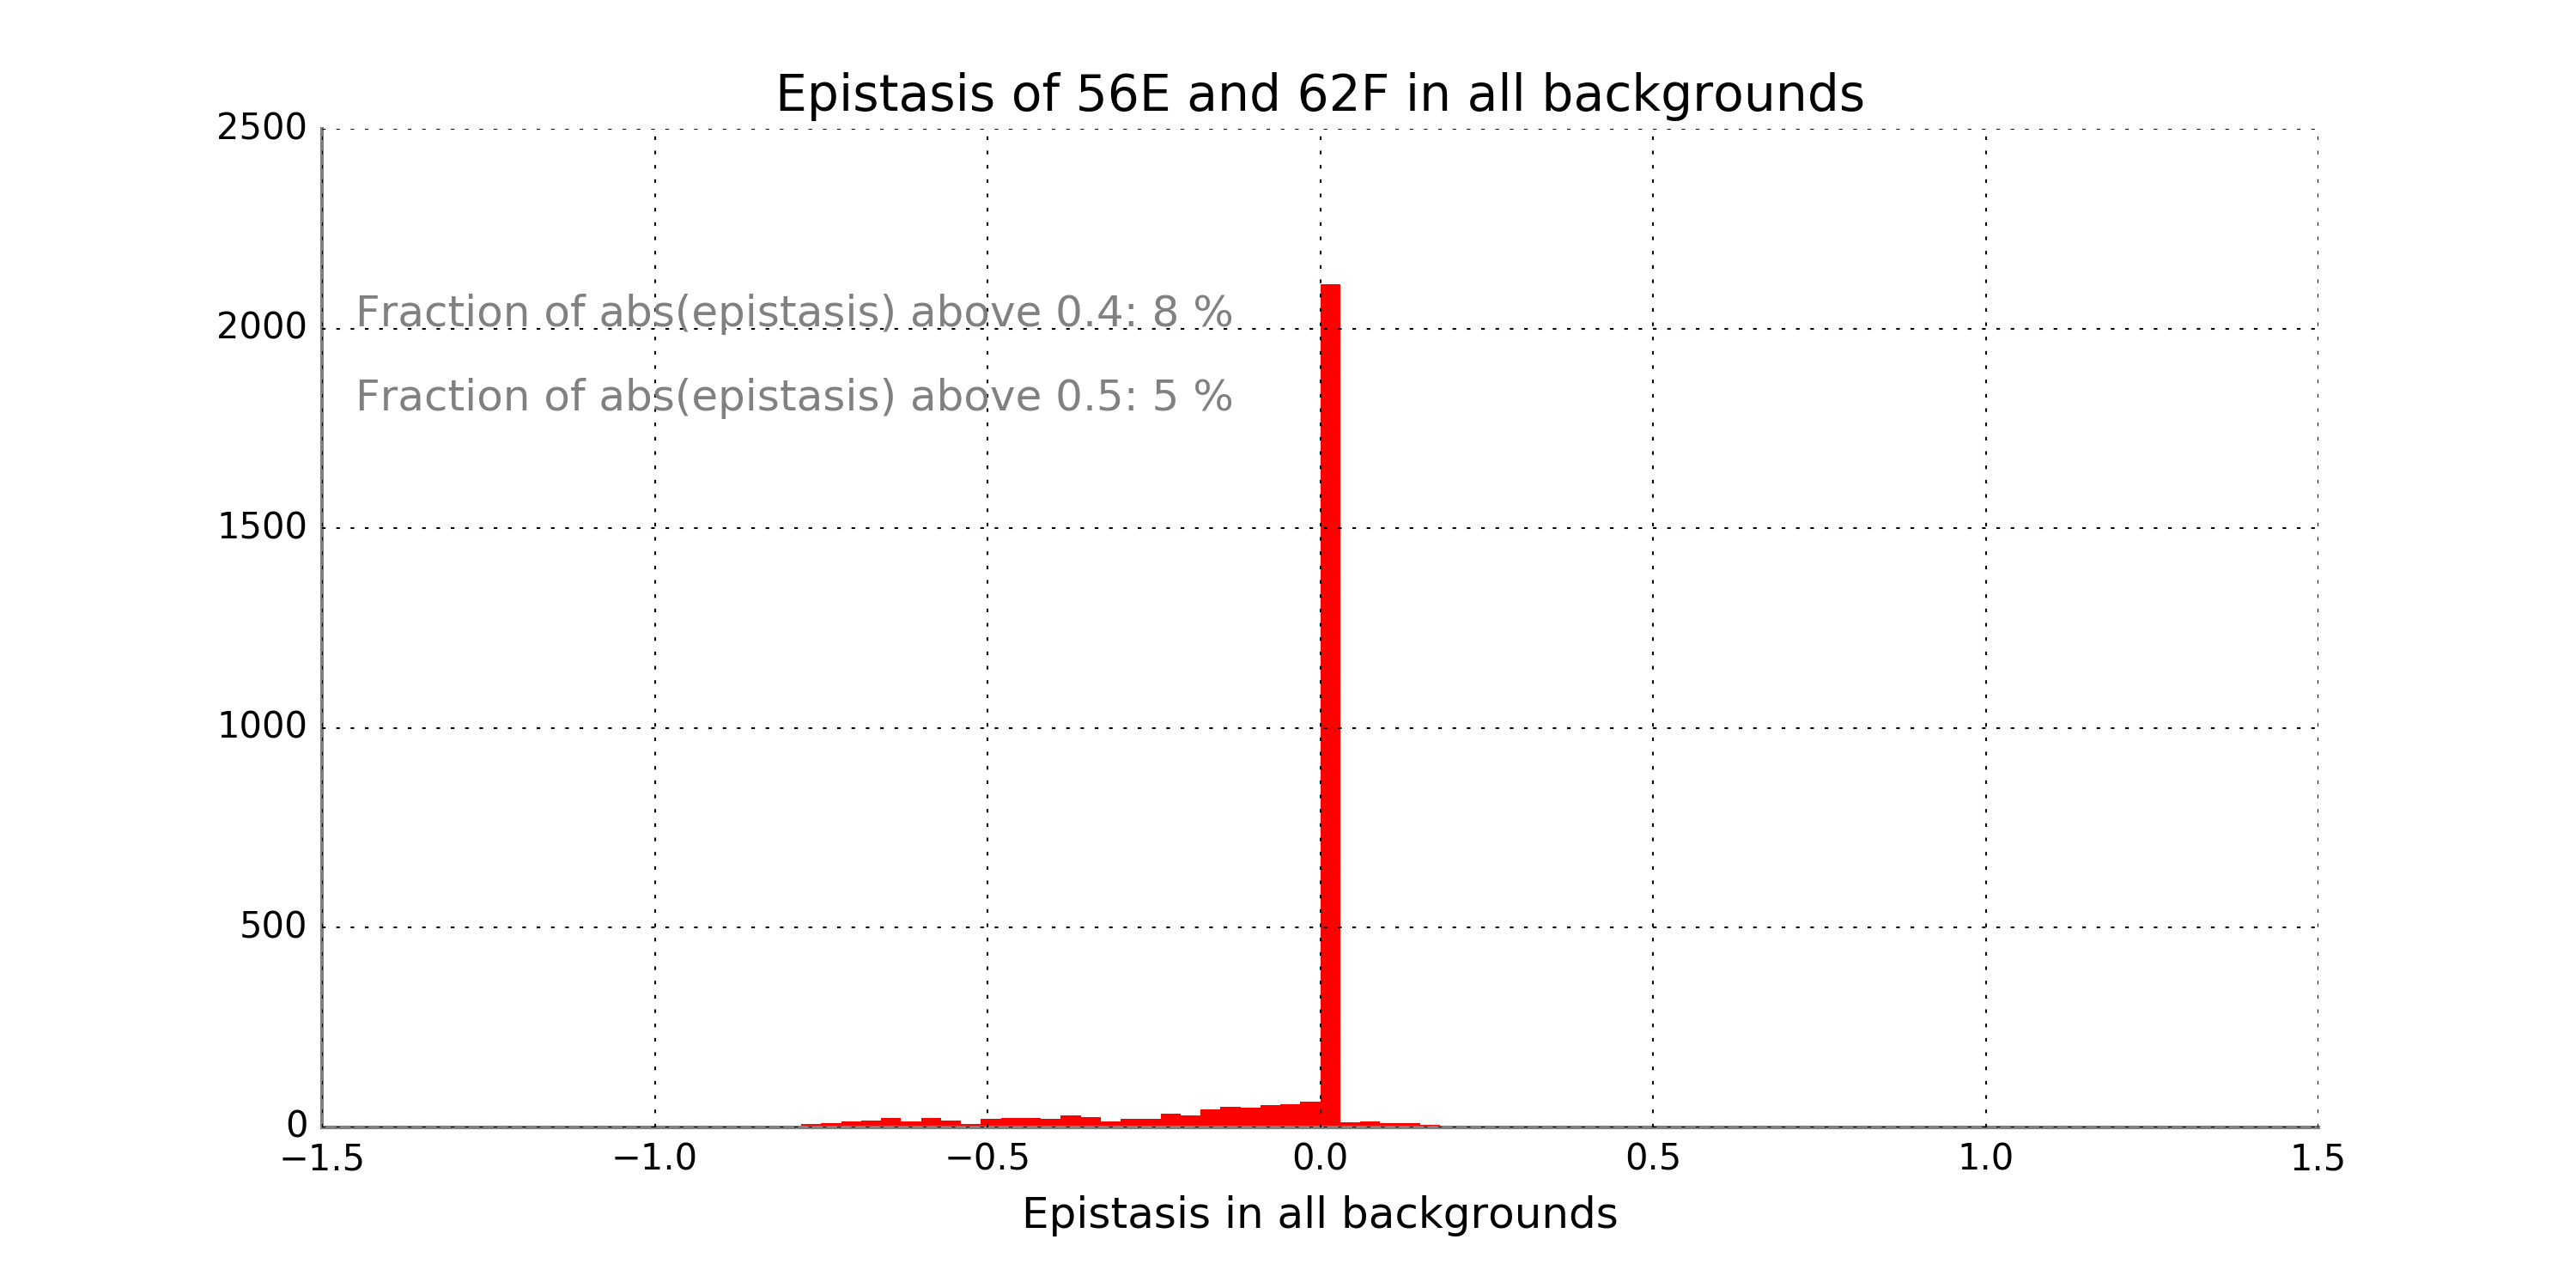 Epistasis of 56E and 62F in all backgrounds
2500
2000
1500
1000
500
0
Fraction of abs(epistasis) above 0.4: 8 %
Fraction of abs(epistasis) above 0.5: 5 %
−1.5 −1.0 −0.5 0.0 0.5 1.0 1.5
Epistasis in all backgrounds